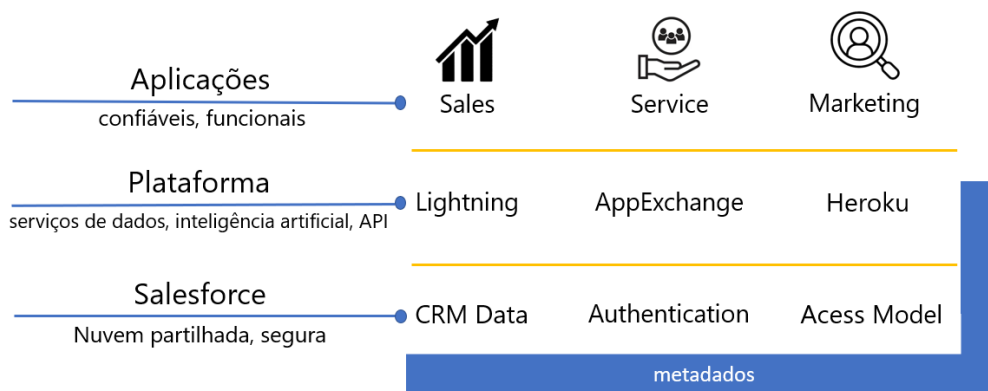 Aplicações
confiáveis, funcionais
Sales
Service
Marketing
Plataforma
serviços de dados, inteligência artificial, API
Lightning
AppExchange
Heroku
Salesforce
Nuvem partilhada, segura
CRM Data
Authentication
Acess Model
metadados